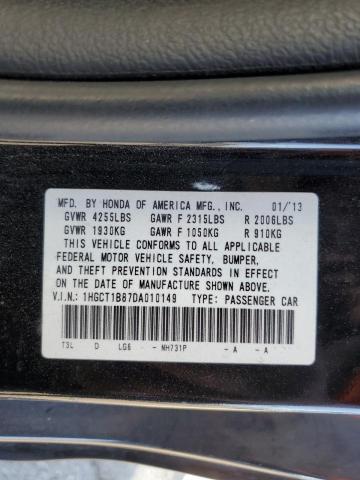 MFD. BY HONDA OF AMERICA MFG., INC. 01/'13
GVWR 4255LBS GAWR F 2315LBS R 2006LBS
GVWR 1930KG GAWR F 1050KG R 910KG
THIS VEHICLE CONFORMS TO ALL APPLICABLE
FEDERAL MOTOR VEHICLE SAFETY, BUMPER,
AND THEFT PREVENTION STANDARDS IN EFFECT
ON THE DATE OF MANUFACTURE SHOWN ABOVE.
V.I.N.: 1HGCT1B87DA010149 TYPE: PASSENGER CAR
T3L D LG6 - NH731P - A - A